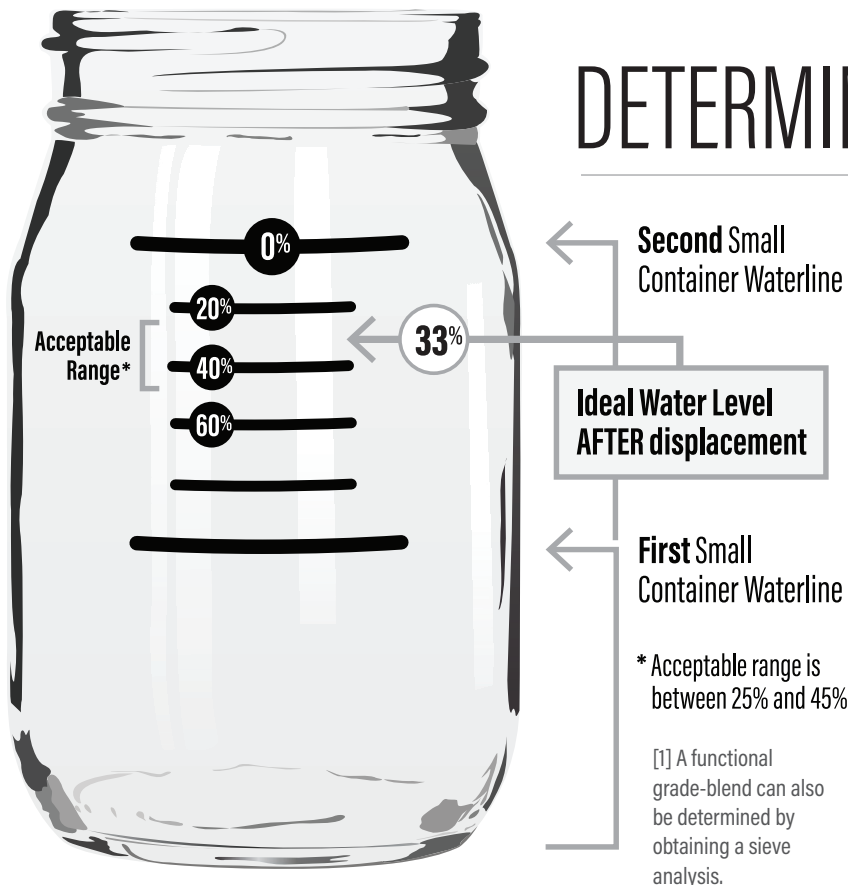 DETERMI
0%
20%
Acceptable
Range*
40%
60%
33%
Second Small
Container Waterline
Ideal Water Level
AFTER displacement
First Small
Container Waterline
* Acceptable range is
between 25% and 45%
[1] A functional
grade-blend can also
be determined by
obtaining a sieve
analysis.